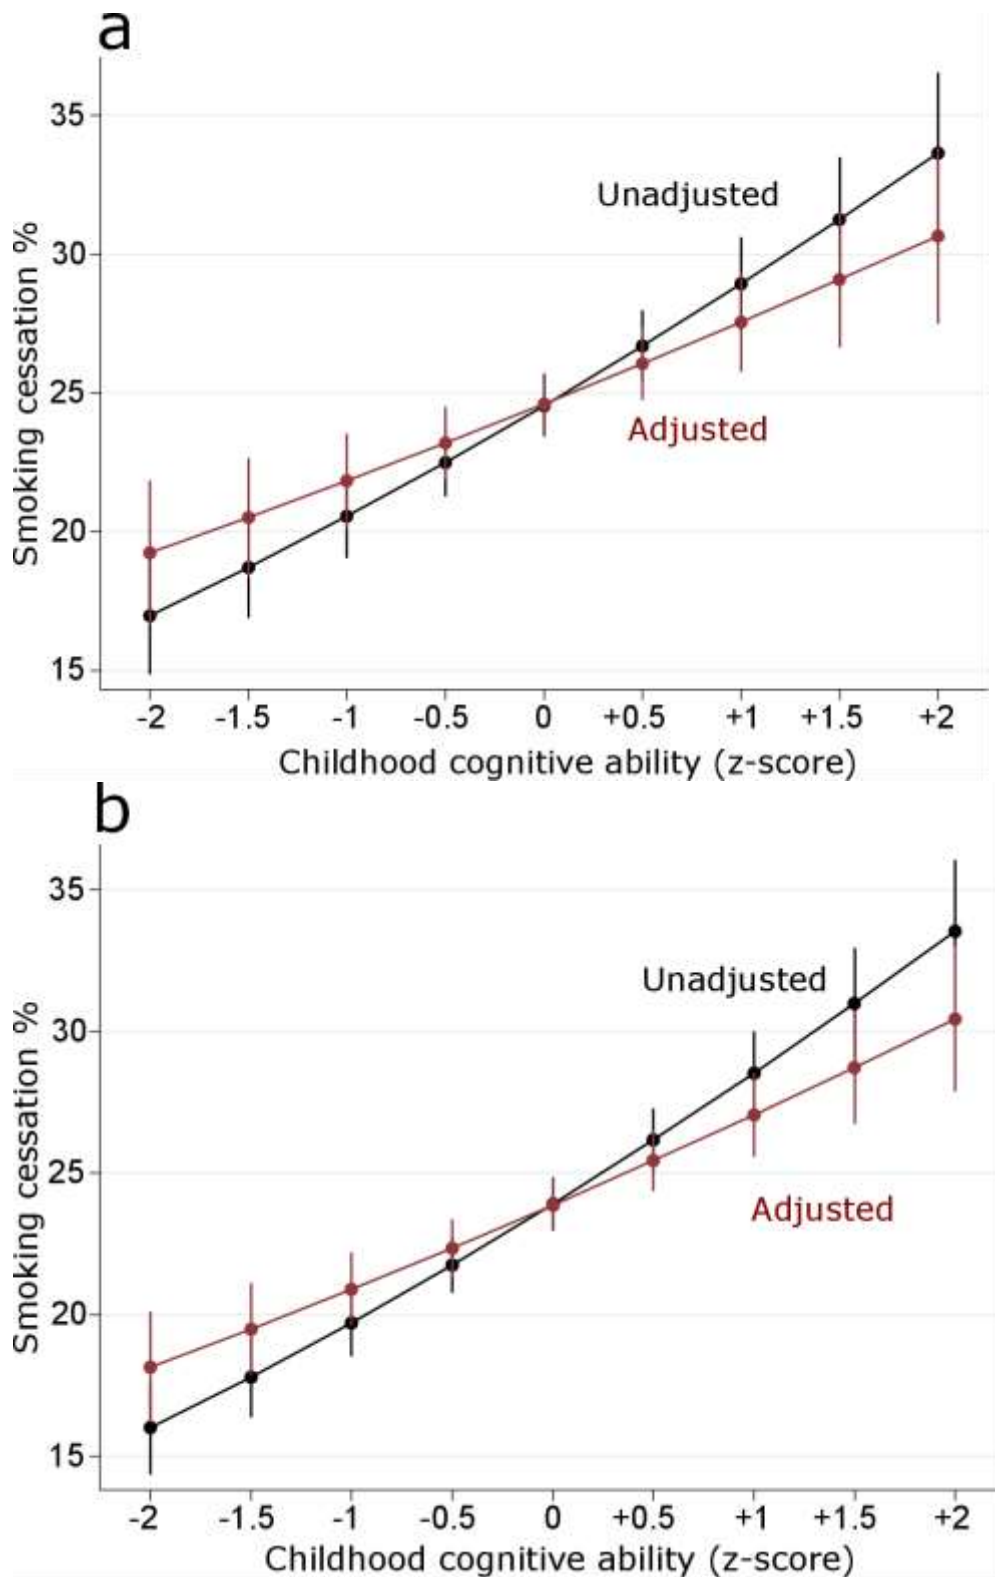 a
35
Unadjusted
30
25
Adjusted
20
15
Smoking cessation %
-2 -1.5 -1 -0.5 0 +0.5 +1 +1.5 +2
Childhood cognitive ability (z-score)
b
35
Unadjusted
30
25
Adjusted
20
15
Smoking cessation %
-2 -1.5 -1 -0.5 0 +0.5 +1 +1.5 +2
Childhood cognitive ability (z-score)